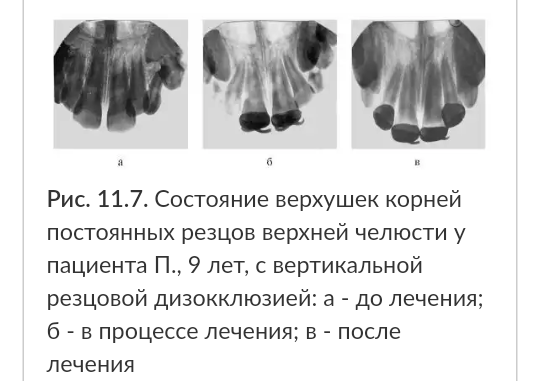 а
б
в
Рис. 11.7. Состояние верхушек корней
постоянных резцов верхней челюсти у
пациента П., 9 лет, с вертикальной
резцовой дизокклюзией: а - до лечения;
б - в процессе лечения; в - после
лечения